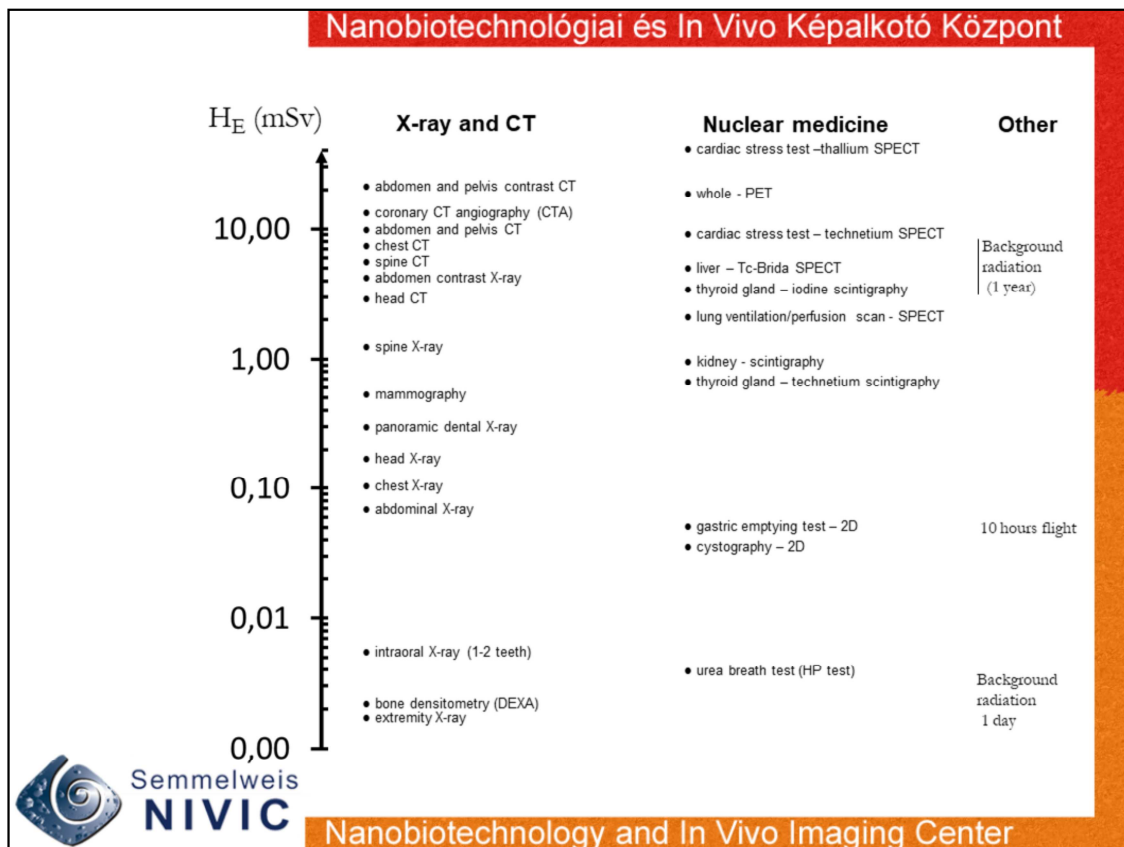 Nanobiotechnológiai és In Vivo Képalkotó Központ
H_E (mSv)
X-ray and CT
Nuclear medicine
Other
10,00
1,00
0,10
0,01
0,00
• abdomen and pelvis contrast CT
• coronary CT angiography (CTA)
• abdomen and pelvis CT
• chest CT
• spine CT
• abdomen contrast X-ray
• head CT
• spine X-ray
• mammography
• panoramic dental X-ray
• head X-ray
• chest X-ray
• abdominal X-ray
• intraoral X-ray (1-2 teeth)
• bone densitometry (DEXA)
• extremity X-ray
• cardiac stress test –thallium SPECT
• whole - PET
• cardiac stress test – technetium SPECT
• liver – Tc-Brida SPECT
• thyroid gland – iodine scintigraphy
• lung ventilation/perfusion scan - SPECT
• kidney - scintigraphy
• thyroid gland – technetium scintigraphy
• gastric emptying test – 2D
• cystography – 2D
• urea breath test (HP test)
Background
radiation
(1 year)
10 hours flight
Background
radiation
1 day
Semmelweis
NIVIC
Nanobiotechnology and In Vivo Imaging Center